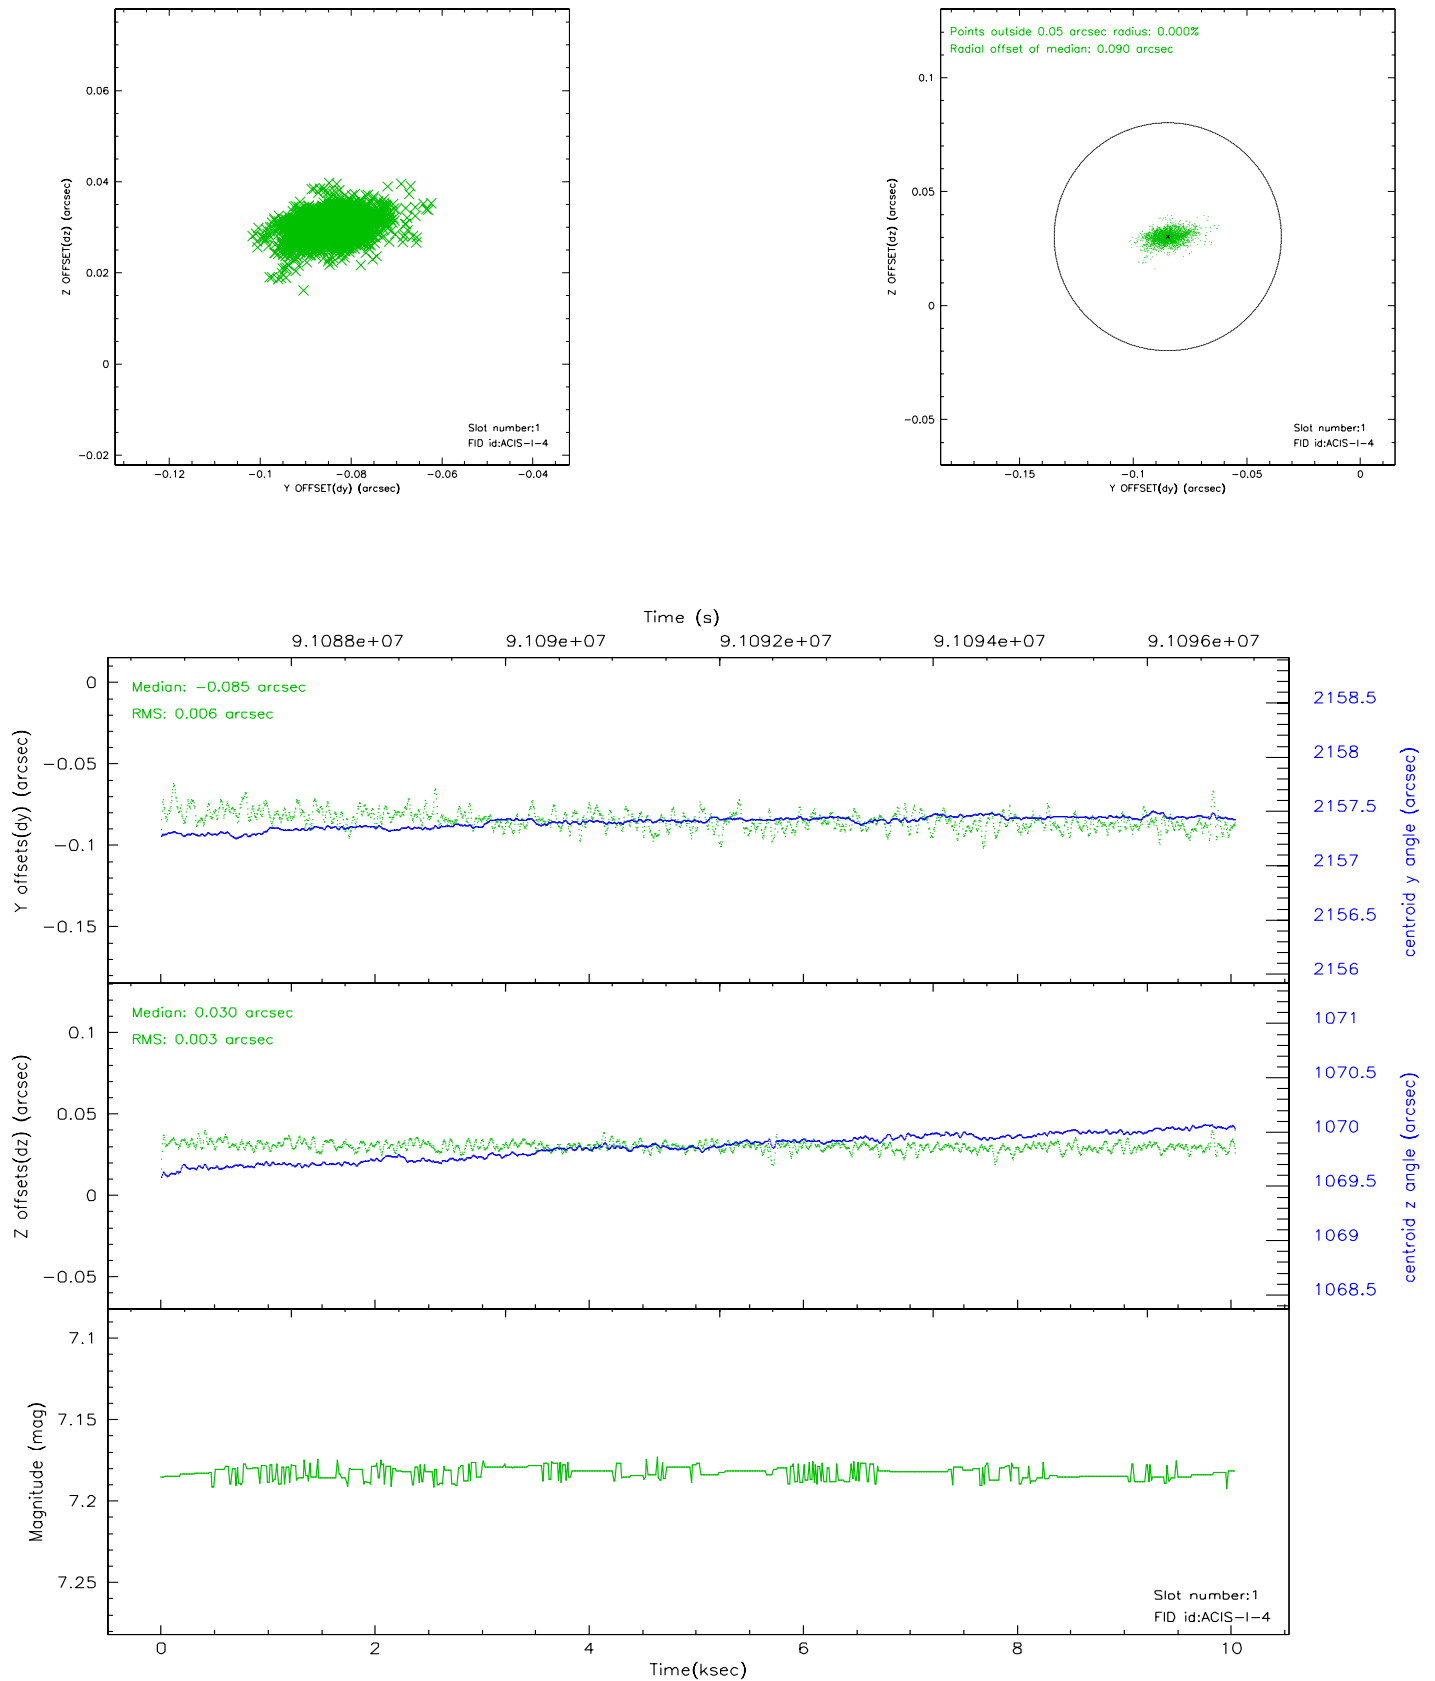 0.06
0.04
0.02
0
-0.02
-0.12
-0.1
-0.08
-0.06
-0.04
Z OFFSET(dz) (arcsec)
Y OFFSET(dy) (arcsec)
Slot number:1
FID id:ACIS-I-4
Points outside 0.05 arcsec radius: 0.000%
Radial offset of median: 0.090 arcsec
0.1
0.05
0
-0.05
-0.15
-0.1
-0.05
0
Z OFFSET(dz) (arcsec)
Y OFFSET(dy) (arcsec)
Slot number:1
FID id:ACIS-I-4
Time (s)
9.1088e+07
9.109e+07
9.1092e+07
9.1094e+07
9.1096e+07
Median: -0.085 arcsec
RMS: 0.006 arcsec
0
-0.05
-0.1
-0.15
Y offsets(dy) (arcsec)
2158.5
2158
2157.5
2157
2156.5
2156
centroid y angle (arcsec)
Median: 0.030 arcsec
RMS: 0.003 arcsec
0.1
0.05
0
-0.05
Z offsets(dz) (arcsec)
1071
1070.5
1070
1069.5
1069
1068.5
centroid z angle (arcsec)
7.1
7.15
7.2
7.25
Magnitude (mag)
Slot number:1
FID id:ACIS-I-4
0
2
4
6
8
10
Time(ksec)